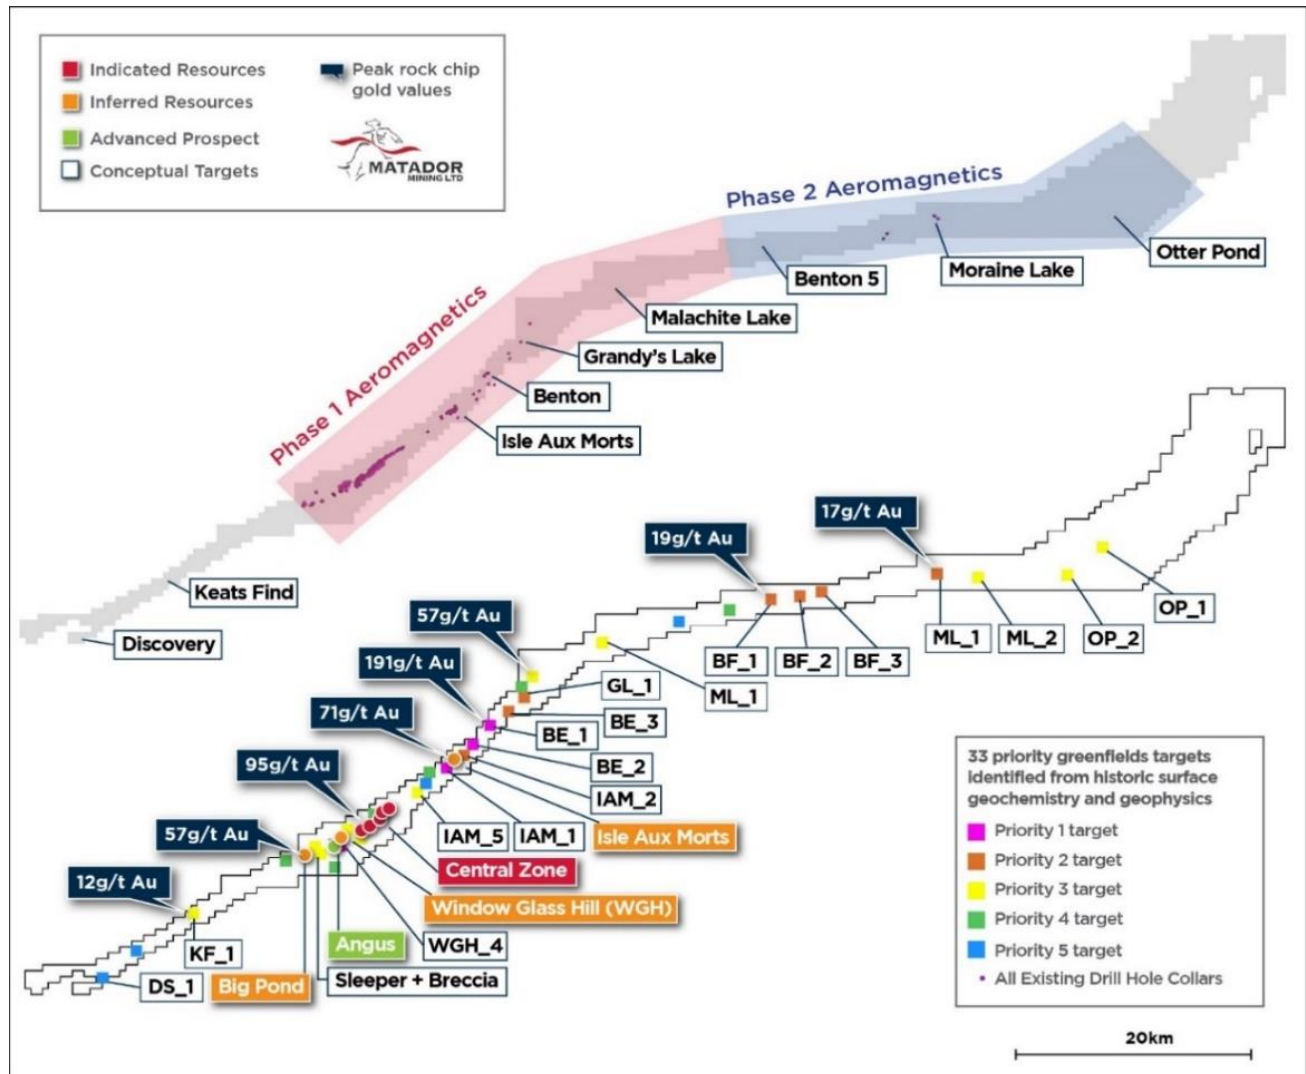 Indicated Resources
Inferred Resources
Advanced Prospect
Conceptual Targets
Peak rock chip
gold values
MATADOR
MINING LTD
Phase 2 Aeromagnetics
Phase 1 Aeromagnetics
Otter Pond
Moraine Lake
Benton 5
Malachite Lake
Grandy's Lake
Benton
Isle Aux Morts
Keats Find
Discovery
17g/t Au
19g/t Au
57g/t Au
191g/t Au
71g/t Au
95g/t Au
57g/t Au
12g/t Au
OP_1
OP_2
ML_2
ML_1
BF_3
BF_2
BF_1
ML_1
GL_1
BE_3
BE_1
BE_2
IAM_2
Isle Aux Morts
IAM_1
IAM_5
Central Zone
Window Glass Hill (WGH)
WGH_4
Angus
Sleeper + Breccia
Big Pond
KF_1
DS_1
33 priority greenfields targets
identified from historic surface
geochemistry and geophysics
Priority 1 target
Priority 2 target
Priority 3 target
Priority 4 target
Priority 5 target
All Existing Drill Hole Collars
20km